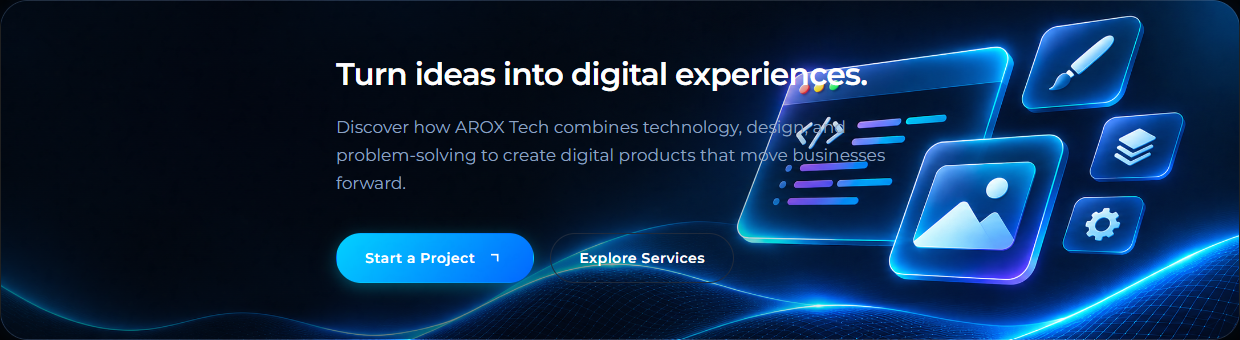 Turn ideas into digital experiences.
Discover how AROX Tech combines technology, design, and
problem-solving to create digital products that move businesses
forward.
Start a Project
Explore Services
</>